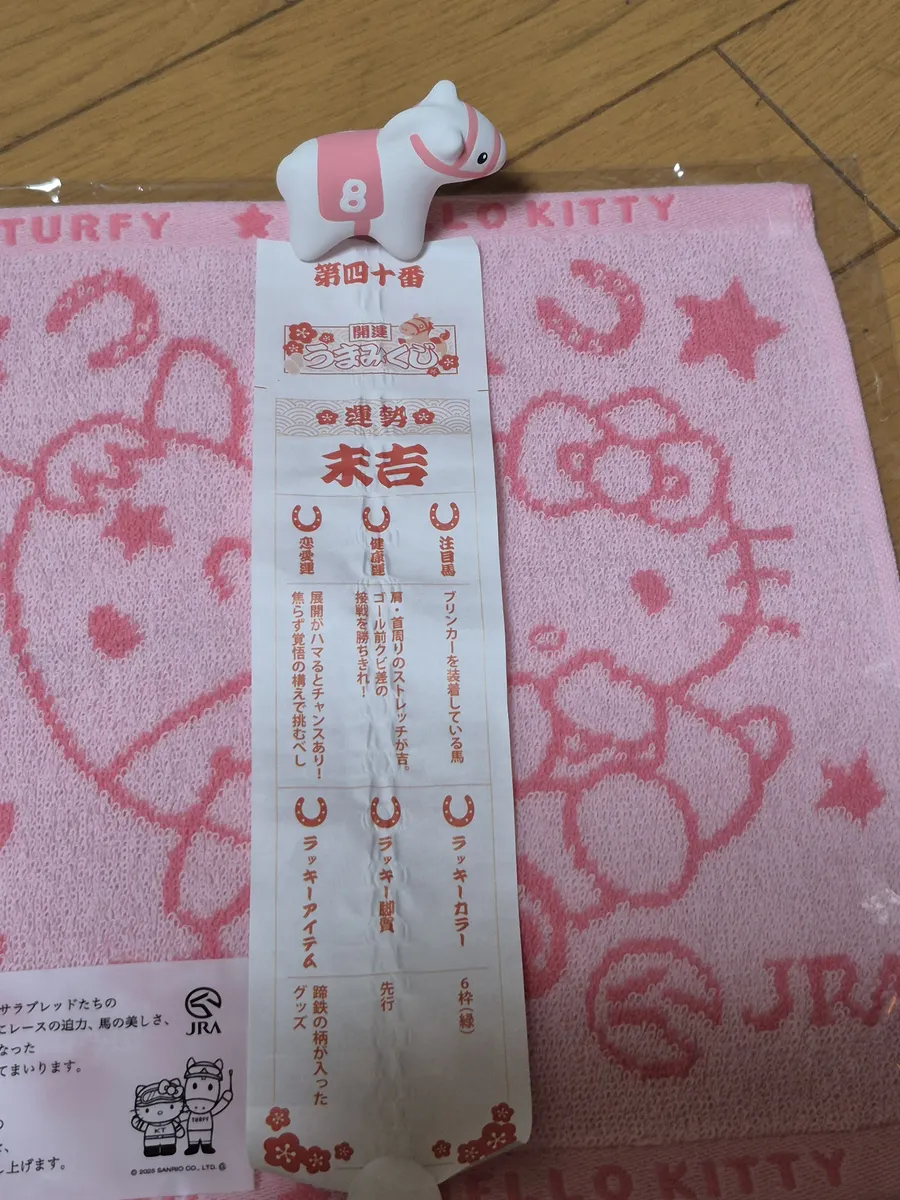 TURFY
LLO KITTY
8
第四十番
開運
うまみくじ
運勢
末吉
注目馬
ブリンカーを装着している馬
健康運
肩・首周りのストレッチが吉。
ゴール前クビ差の
接戦を勝ちきれ!
恋愛運
展開がハマるとチャンスあり!
焦らず覚悟の構えで挑むべし
ラッキーカラー
6枠(緑)
ラッキー脚質
先行
ラッキーアイテム
蹄鉄の柄が入った
グッズ
JRA
サラブレッドたちの
にレースの迫力、馬の美しさ、
なった
てまいります。
し上げます。
JRA
KT
TURFY
© 2025 SANRIO CO., LTD.
ELLO KITTY